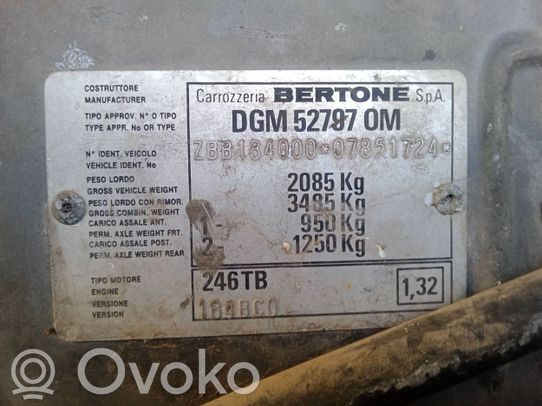 COSTRUTTORE
MANUFACTURER
Carrozzeria BERTONE S.p.A.
TIPO APPROV. N° O TIPO
TYPE APPR. No OR TYPE
DGM 52797 OM
N° IDENT. VEICOLO
VEHICLE IDENT. No
ZBB184000*07851724*
PESO LORDO
GROSS VEHICLE WEIGHT
2085 Kg
PESO LORDO CON RIMOR.
GROSS COMBIN. WEIGHT
3485 Kg
CARICO ASSALE ANT.
PERM. AXLE WEIGHT FRT.
1- 950 Kg
CARICO ASSALE POST.
PERM. AXLE WEIGHT REAR
2- 1250 Kg
TIPO MOTORE
ENGINE
246TB
1,32
VERSIONE
VERSION
184BC0
Ovoko